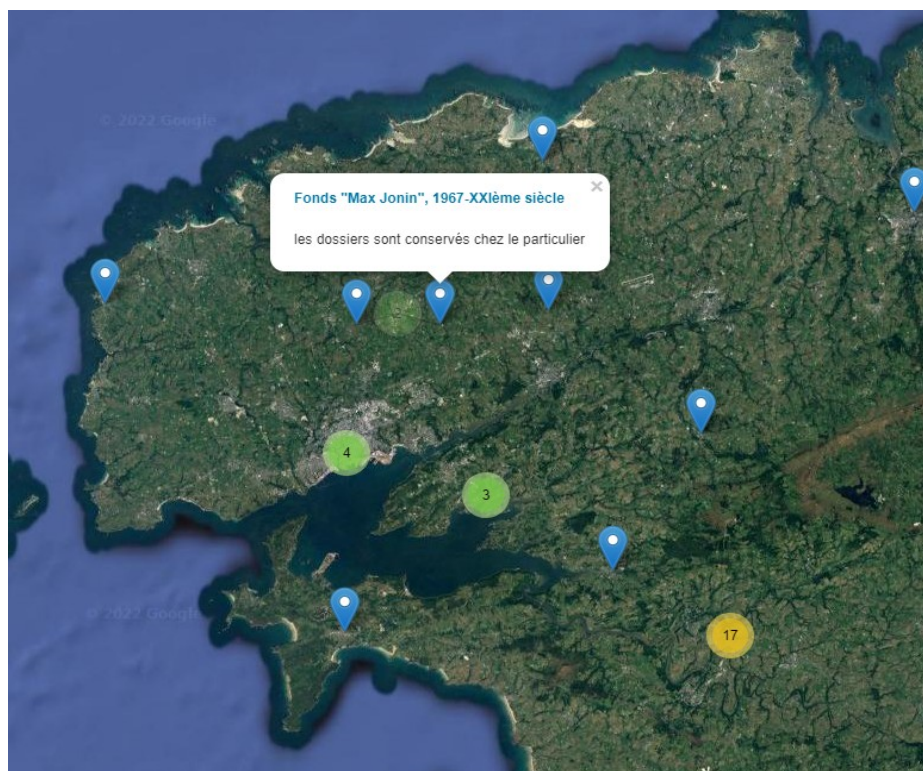 © 2022 Google
Fonds "Max Jonin", 1967-XXIème siècle
×
les dossiers sont conservés chez le particulier
2
4
3
© 2022 Google
17